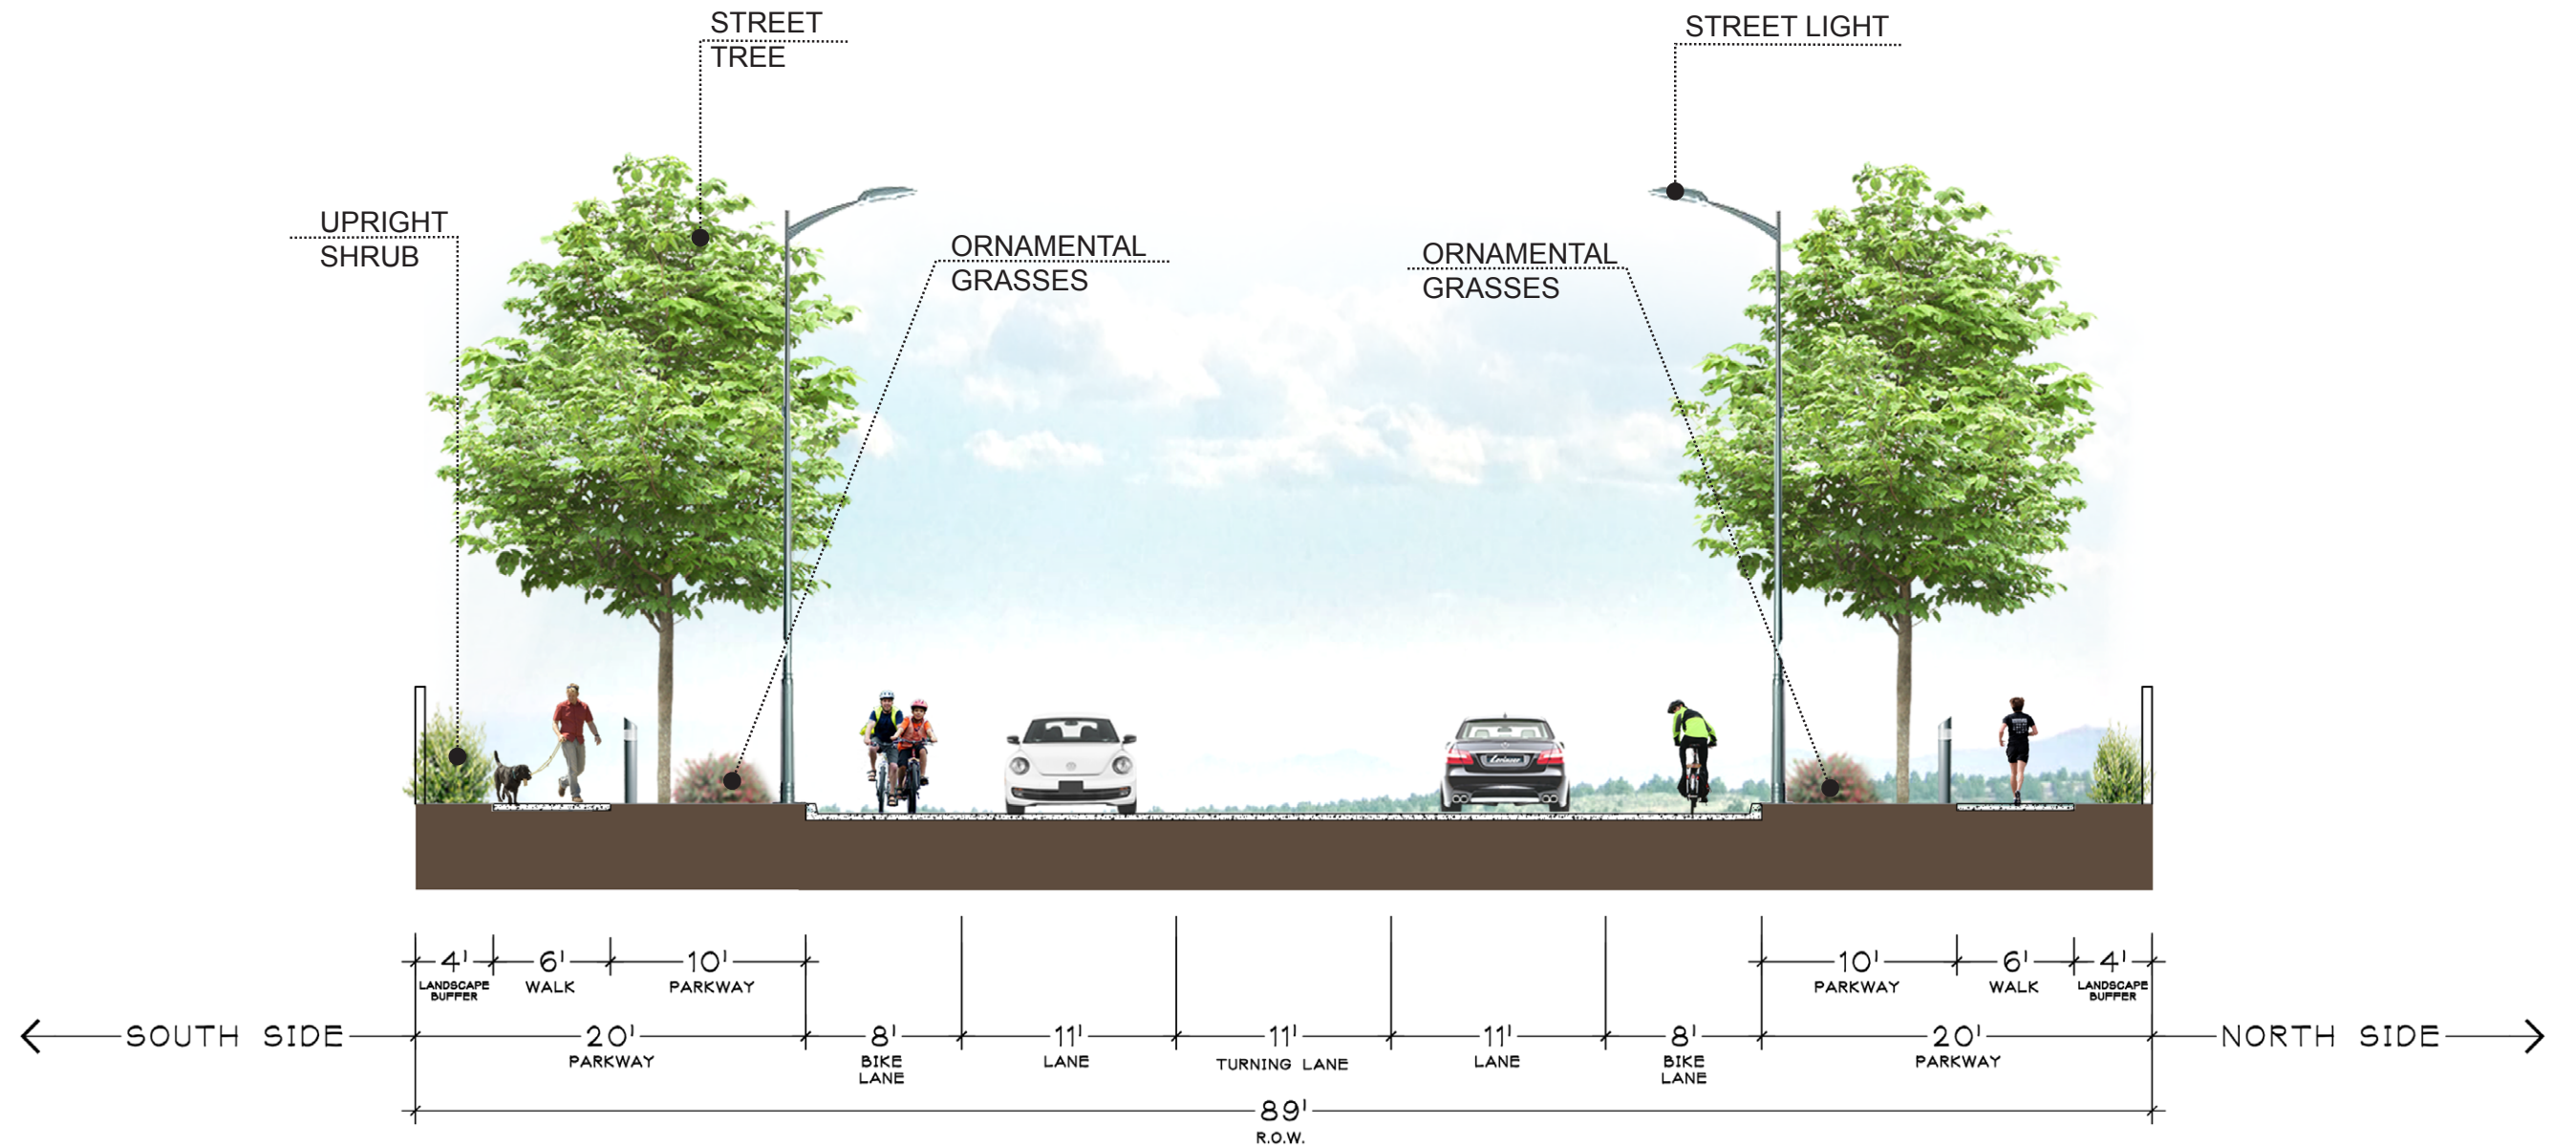 STREET
TREE
STREET LIGHT
UPRIGHT
SHRUB
ORNAMENTAL
GRASSES
ORNAMENTAL
GRASSES
4'
LANDSCAPE
BUFFER
6'
WALK
10'
PARKWAY
10'
PARKWAY
6'
WALK
4'
LANDSCAPE
BUFFER
SOUTH SIDE
20'
PARKWAY
8'
BIKE
LANE
11'
LANE
11'
TURNING LANE
11'
LANE
8'
BIKE
LANE
20'
PARKWAY
NORTH SIDE
89'
R.O.W.